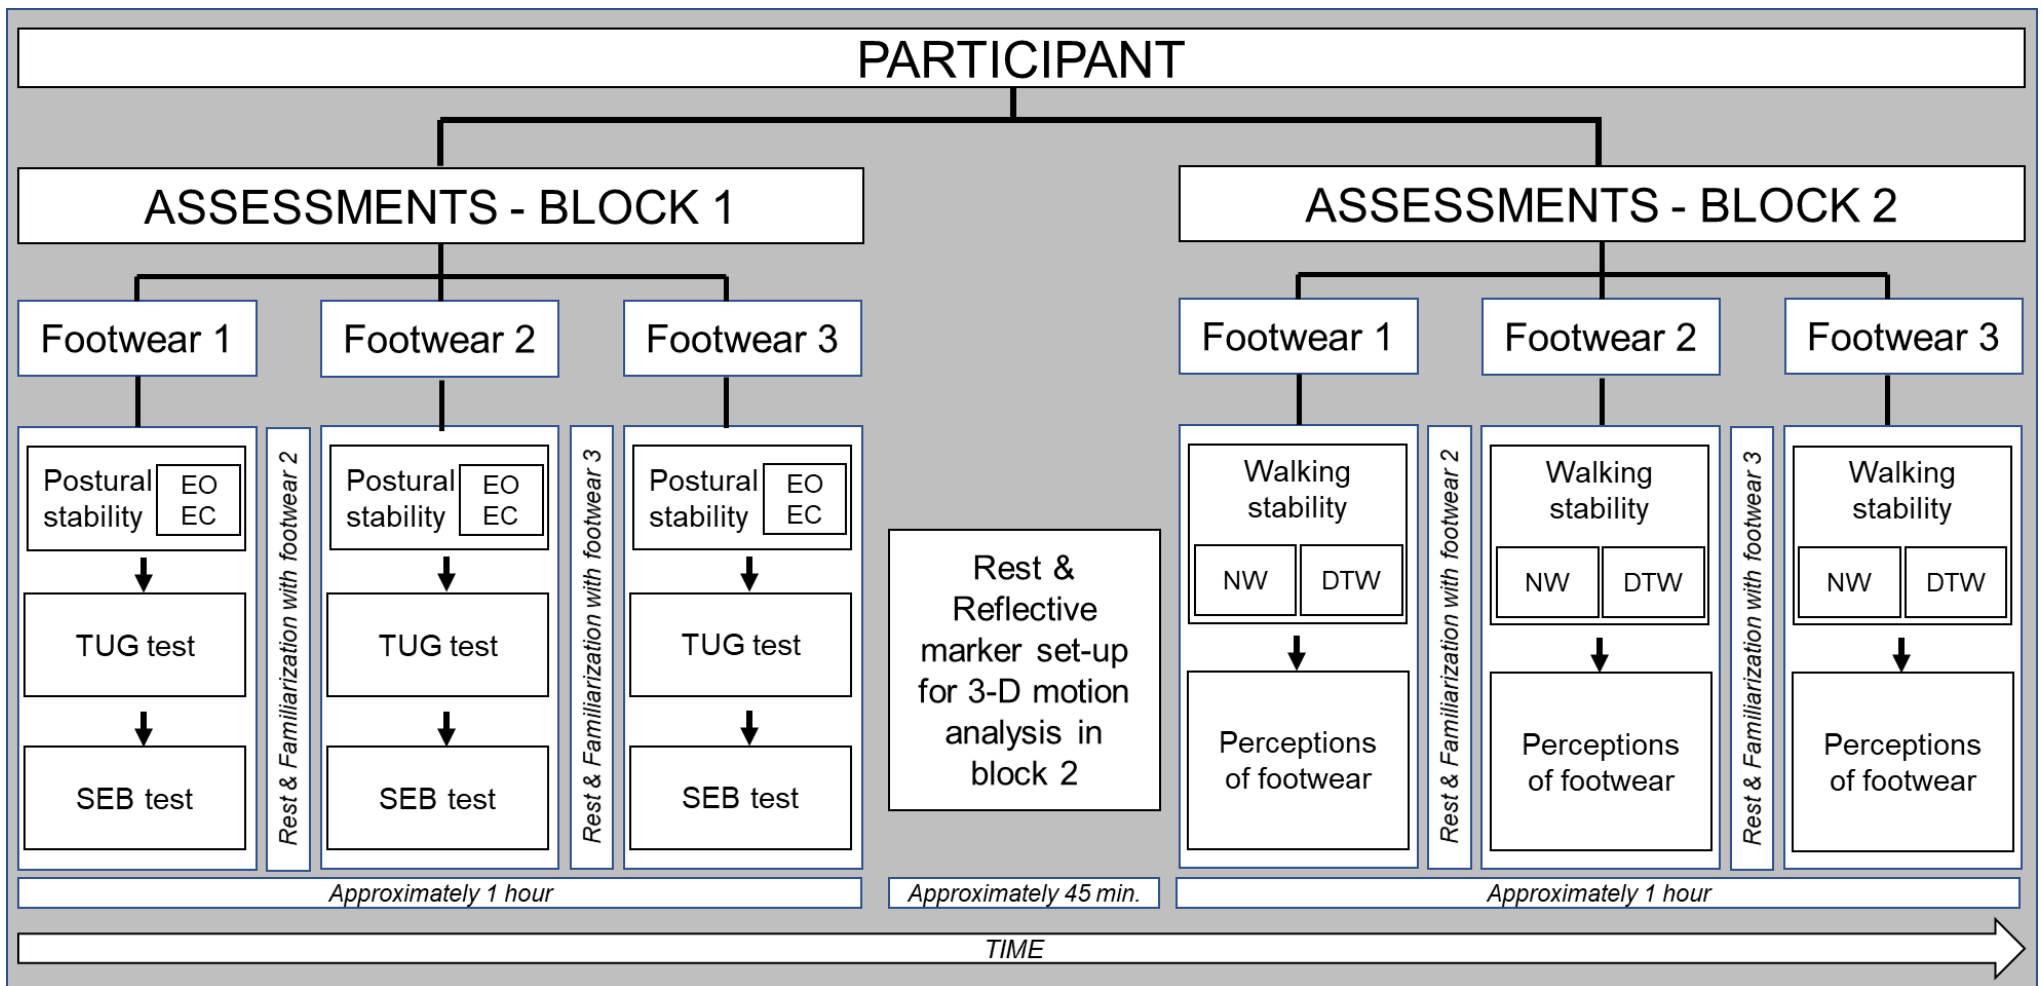 PARTICIPANT
ASSESSMENTS - BLOCK 1
Footwear 1
Footwear 2
Footwear 3
Postural
stability
EO
EC
TUG test
SEB test
Rest & Familiarization with footwear 2
Postural
stability
EO
EC
TUG test
SEB test
Rest & Familiarization with footwear 3
Postural
stability
EO
EC
TUG test
SEB test
Approximately 1 hour
Rest &
Reflective
marker set-up
for 3-D motion
analysis in
block 2
Approximately 45 min.
ASSESSMENTS - BLOCK 2
Footwear 1
Footwear 2
Footwear 3
Walking
stability
NW
DTW
Perceptions
of footwear
Rest & Familiarization with footwear 2
Walking
stability
NW
DTW
Perceptions
of footwear
Rest & Familiarization with footwear 3
Walking
stability
NW
DTW
Perceptions
of footwear
Approximately 1 hour
TIME